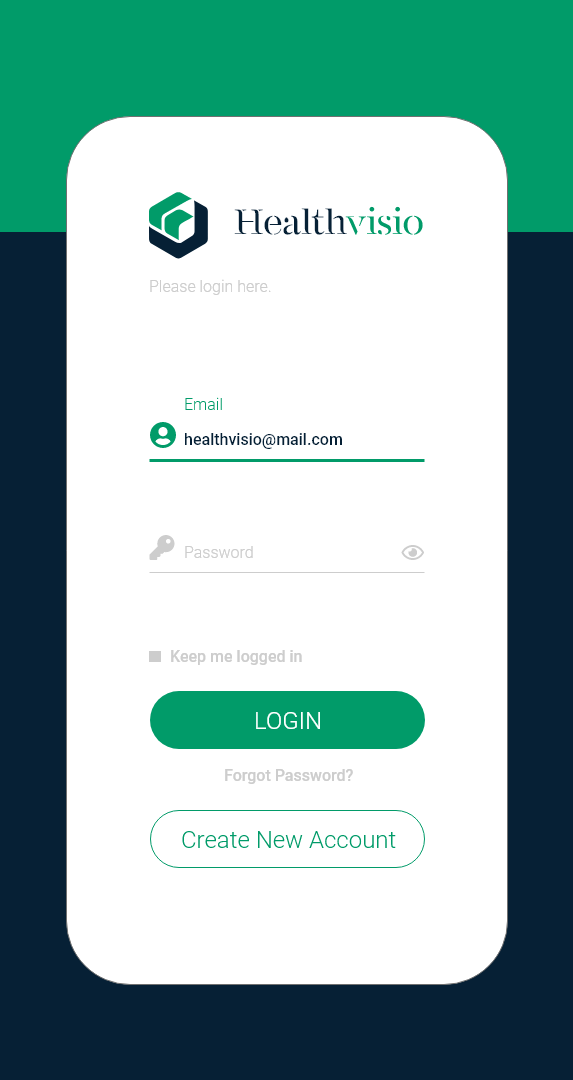 Healthvisio
Please login here.
Email
healthvisio@mail.com
Password
Keep me logged in
LOGIN
Forgot Password?
Create New Account